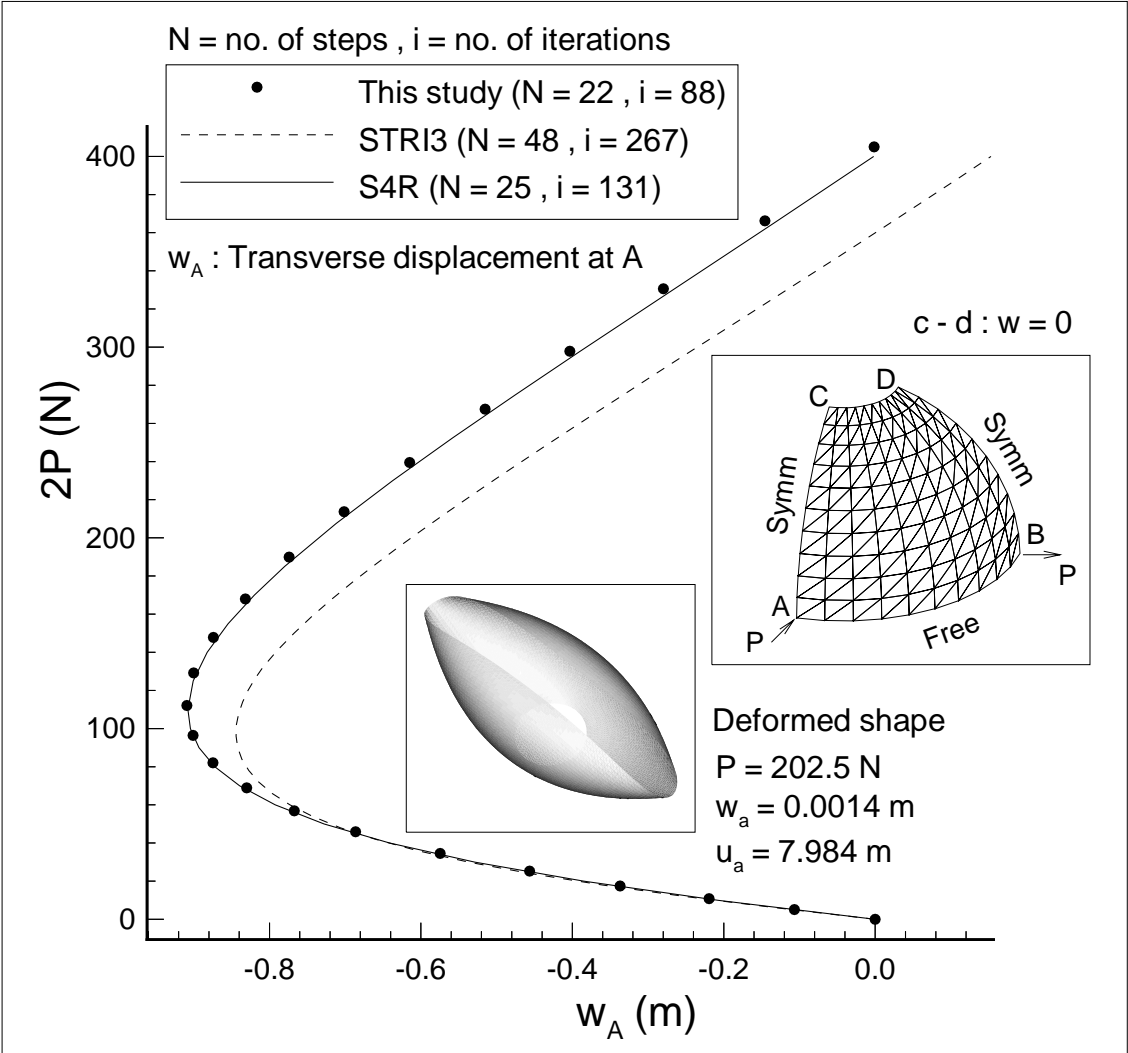 N = no. of steps , i = no. of iterations
This study (N = 22 , i = 88)
STRI3 (N = 48 , i = 267)
S4R (N = 25 , i = 131)
w_A : Transverse displacement at A
c - d : w = 0
C
D
Symm
Symm
A
B
P
P
Free
Deformed shape
P = 202.5 N
w_a = 0.0014 m
u_a = 7.984 m
2P (N)
400
300
200
100
0
-0.8
-0.6
-0.4
-0.2
0.0
w_A (m)